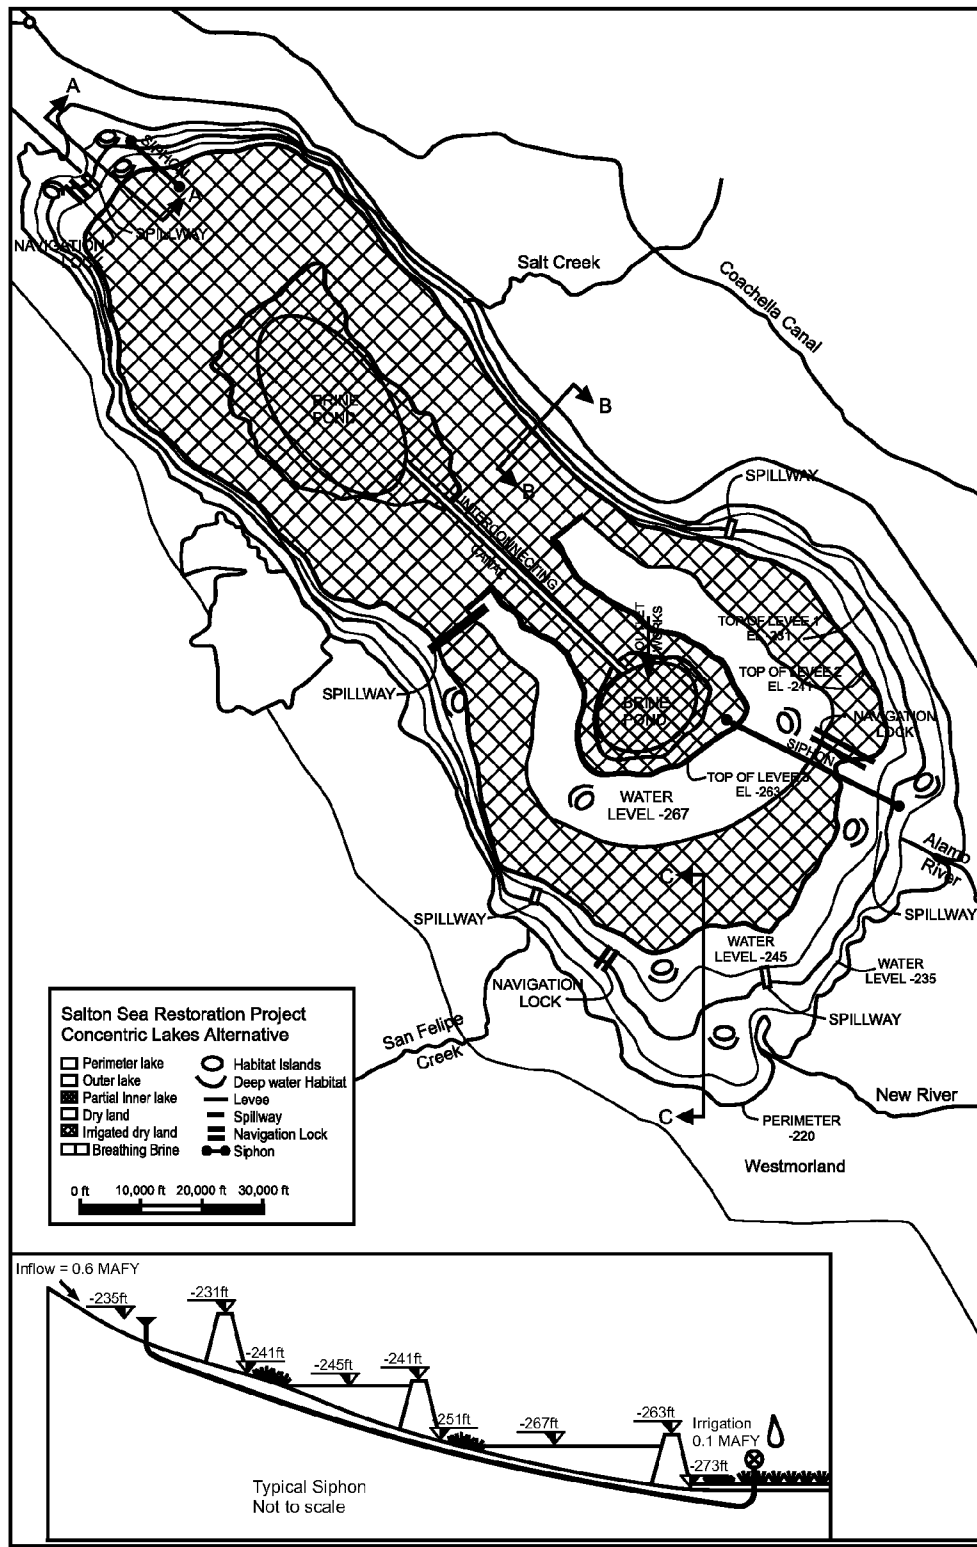 A
SIPHON
A
SPILLWAY
NAVIGATION
LOCK
Salt Creek
Coachella Canal
BRINE
POND
B
B
SPILLWAY
INTERCONNECTING
CANAL
OUTLET
WORKS
TOP OF LEVEE 1
EL -231
TOP OF LEVEE 2
EL -241
SPILLWAY
BRINE
POND
NAVIGATION
LOCK
SIPHON
TOP OF LEVEE 3
EL -263
WATER
LEVEL -267
Alamo
River
C
SPILLWAY
SPILLWAY
WATER
LEVEL -245
WATER
LEVEL -235
NAVIGATION
LOCK
SPILLWAY
San Felipe
Creek
New River
C
PERIMETER
-220
Westmorland
Salton Sea Restoration Project
Concentric Lakes Alternative
Perimeter lake
Outer lake
Partial Inner lake
Dry land
Irrigated dry land
Breathing Brine
Habitat Islands
Deep water Habitat
Levee
Spillway
Navigation Lock
Siphon
0 ft 10,000 ft 20,000 ft 30,000 ft
Inflow = 0.6 MAFY
-235ft
-231ft
-241ft
-245ft
-241ft
-251ft
-267ft
-263ft
Irrigation
0.1 MAFY
-273ft
Typical Siphon
Not to scale